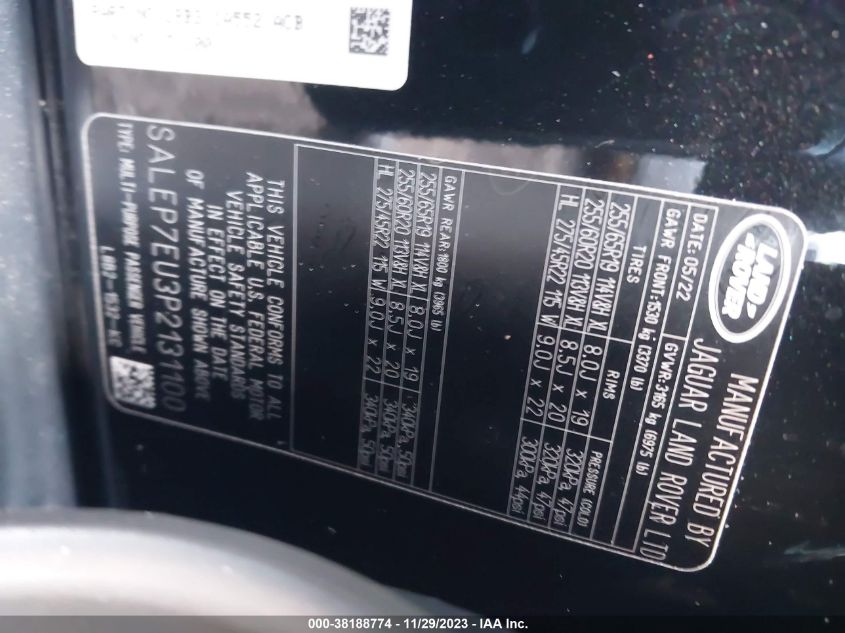 14552 ACB
LAND
ROVER
MANUFACTURED BY
JAGUAR LAND ROVER LTD
DATE: 05/22 GVWR: 3165 kg (6975 lb)
GAWR FRONT: 1530 kg (3370 lb)
TIRES RIMS PRESSURE (COLD)
255/65R19 114V&H XL 8.0J x 19 320kPa, 47psi
255/60R20 113V&H XL 8.5J x 20 320kPa, 47psi
HL 275/45R22 115 W 9.0J x 22 300kPa, 44psi
GAWR REAR: 1800 kg (3965 lb)
255/65R19 114V&H XL 8.0J x 19 340kPa, 50psi
255/60R20 113V&H XL 8.5J x 20 340kPa, 50psi
HL 275/45R22 115 W 9.0J x 22 340kPa, 50psi
THIS VEHICLE CONFORMS TO ALL
APPLICABLE U.S. FEDERAL MOTOR
VEHICLE SAFETY STANDARDS
IN EFFECT ON THE DATE
OF MANUFACTURE SHOWN ABOVE
SALEP7EU3P2131100
TYPE: MULTI-PURPOSE PASSENGER VEHICLE
000-38188774 / 11/29/2023 - IAA Inc.